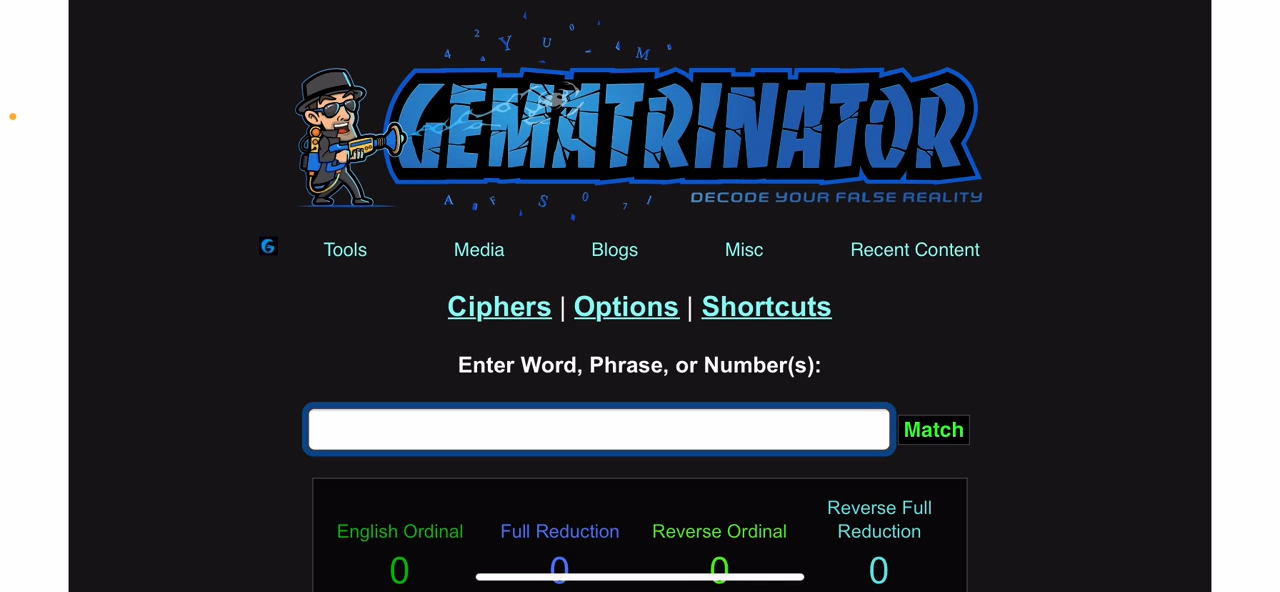 GEMATRINATOR
DECODE YOUR FALSE REALITY
Tools Media Blogs Misc Recent Content
Ciphers | Options | Shortcuts
Enter Word, Phrase, or Number(s):
Match
English Ordinal Full Reduction Reverse Ordinal Reverse Full Reduction
0 0 0 0